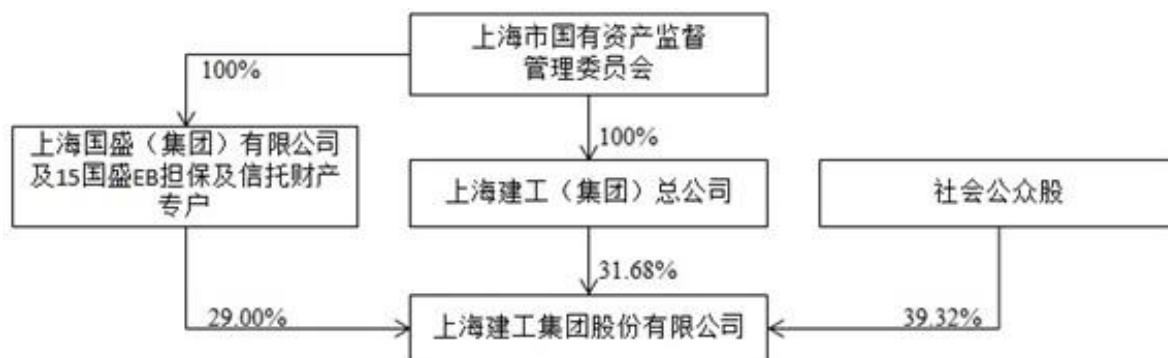 上海市国有资产监督
管理委员会
100%
100%
上海国盛（集团）有限公司
及15国盛EB担保及信托财产
专户
上海建工（集团）总公司
社会公众股
31.68%
29.00%
上海建工集团股份有限公司
39.32%